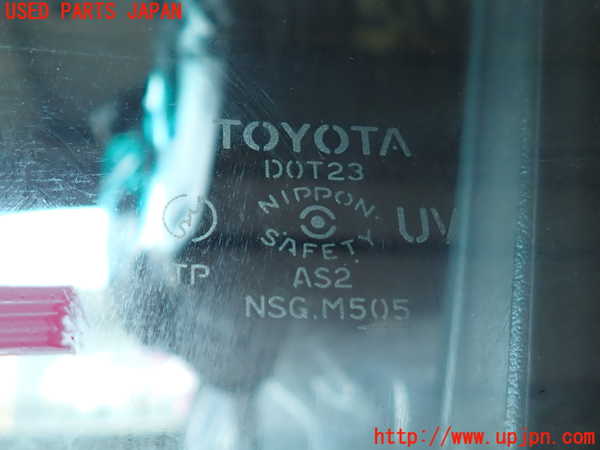 USED PARTS JAPAN
TOYOTA
DOT23
NIPPON
SAFETY
UV
TP
AS2
NSG.M505
http://www.upjpn.com/